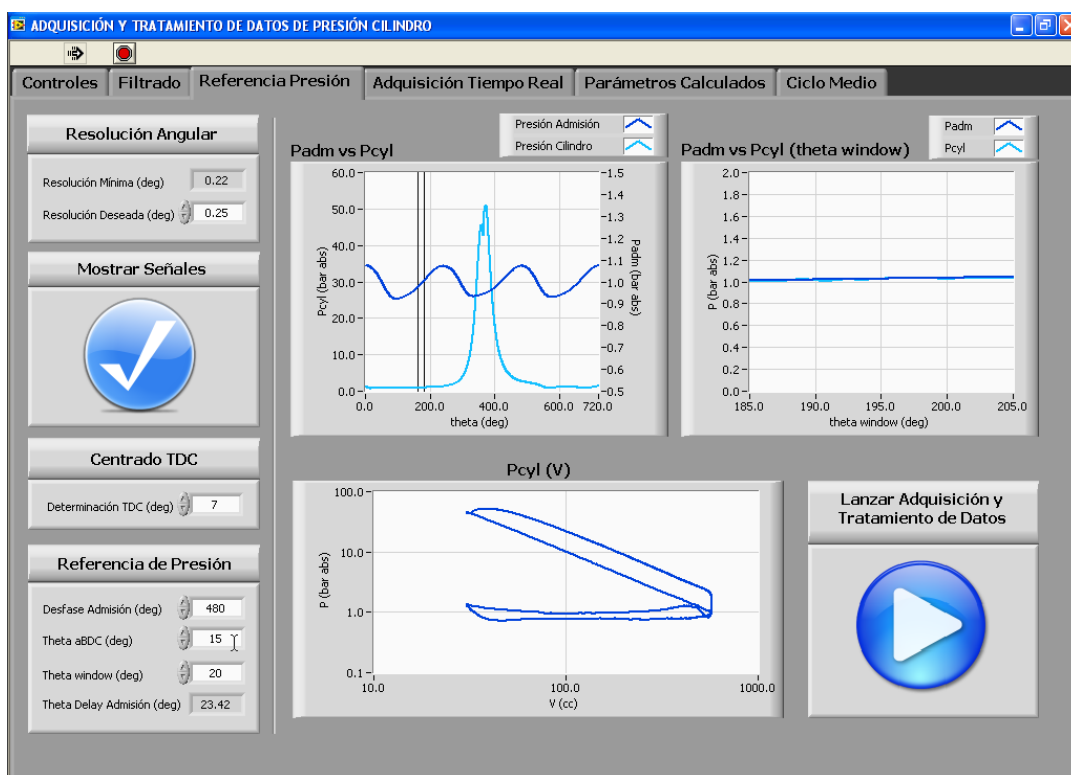 ADQUISICIÓN Y TRATAMIENTO DE DATOS DE PRESIÓN CILINDRO
Controles
Filtrado
Referencia Presión
Adquisición Tiempo Real
Parámetros Calculados
Ciclo Medio
Resolución Angular
Resolución Mínima (deg) 0.22
Resolución Deseada (deg) 0.25
Mostrar Señales
Centrado TDC
Determinación TDC (deg) 7
Referencia de Presión
Desfase Admisión (deg) 480
Theta aBDC (deg) 15
Theta window (deg) 20
Theta Delay Admisión (deg) 23.42
Presión Admisión
Presión Cilindro
Padm vs Pcyl
60.0
50.0
40.0
30.0
20.0
10.0
0.0
Pcyl (bar abs)
1.5
1.4
1.3
1.2
1.1
1.0
0.9
0.8
0.7
0.6
0.5
Padm (bar abs)
0.0 200.0 400.0 600.0 720.0
theta (deg)
Padm
Pcyl
Padm vs Pcyl (theta window)
2.0
1.8
1.6
1.4
1.2
1.0
0.8
0.6
0.4
0.2
0.0
P (bar abs)
185.0 190.0 195.0 200.0 205.0
theta window (deg)
Pcyl (V)
100.0
10.0
1.0
0.1
P (bar abs)
10.0 100.0 1000.0
V (cc)
Lanzar Adquisición y
Tratamiento de Datos